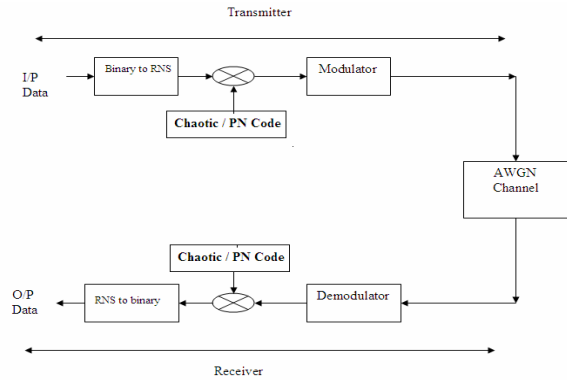 Transmitter
I/P
Data
Binary to RNS
Modulator
Chaotic / PN Code
AWGN
Channel
Chaotic / PN Code
O/P
Data
RNS to binary
Demodulator
Receiver